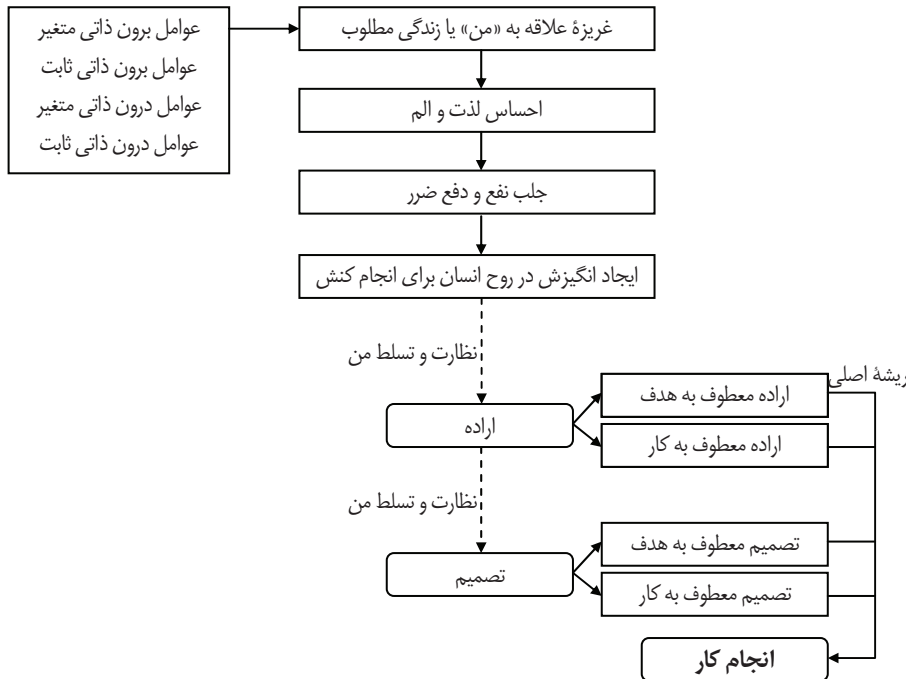 عوامل برون ذاتی متغیر
عوامل برون ذاتی ثابت
عوامل درون ذاتی متغیر
عوامل درون ذاتی ثابت
غریزهٔ علاقه به «من» یا زندگی مطلوب
احساس لذت و الم
جلب نفع و دفع ضرر
ایجاد انگیزش در روح انسان برای انجام کنش
نظارت و تسلط من
ریشهٔ اصلی
اراده معطوف به هدف
اراده
اراده معطوف به کار
نظارت و تسلط من
تصمیم معطوف به هدف
تصمیم
تصمیم معطوف به کار
انجام کار